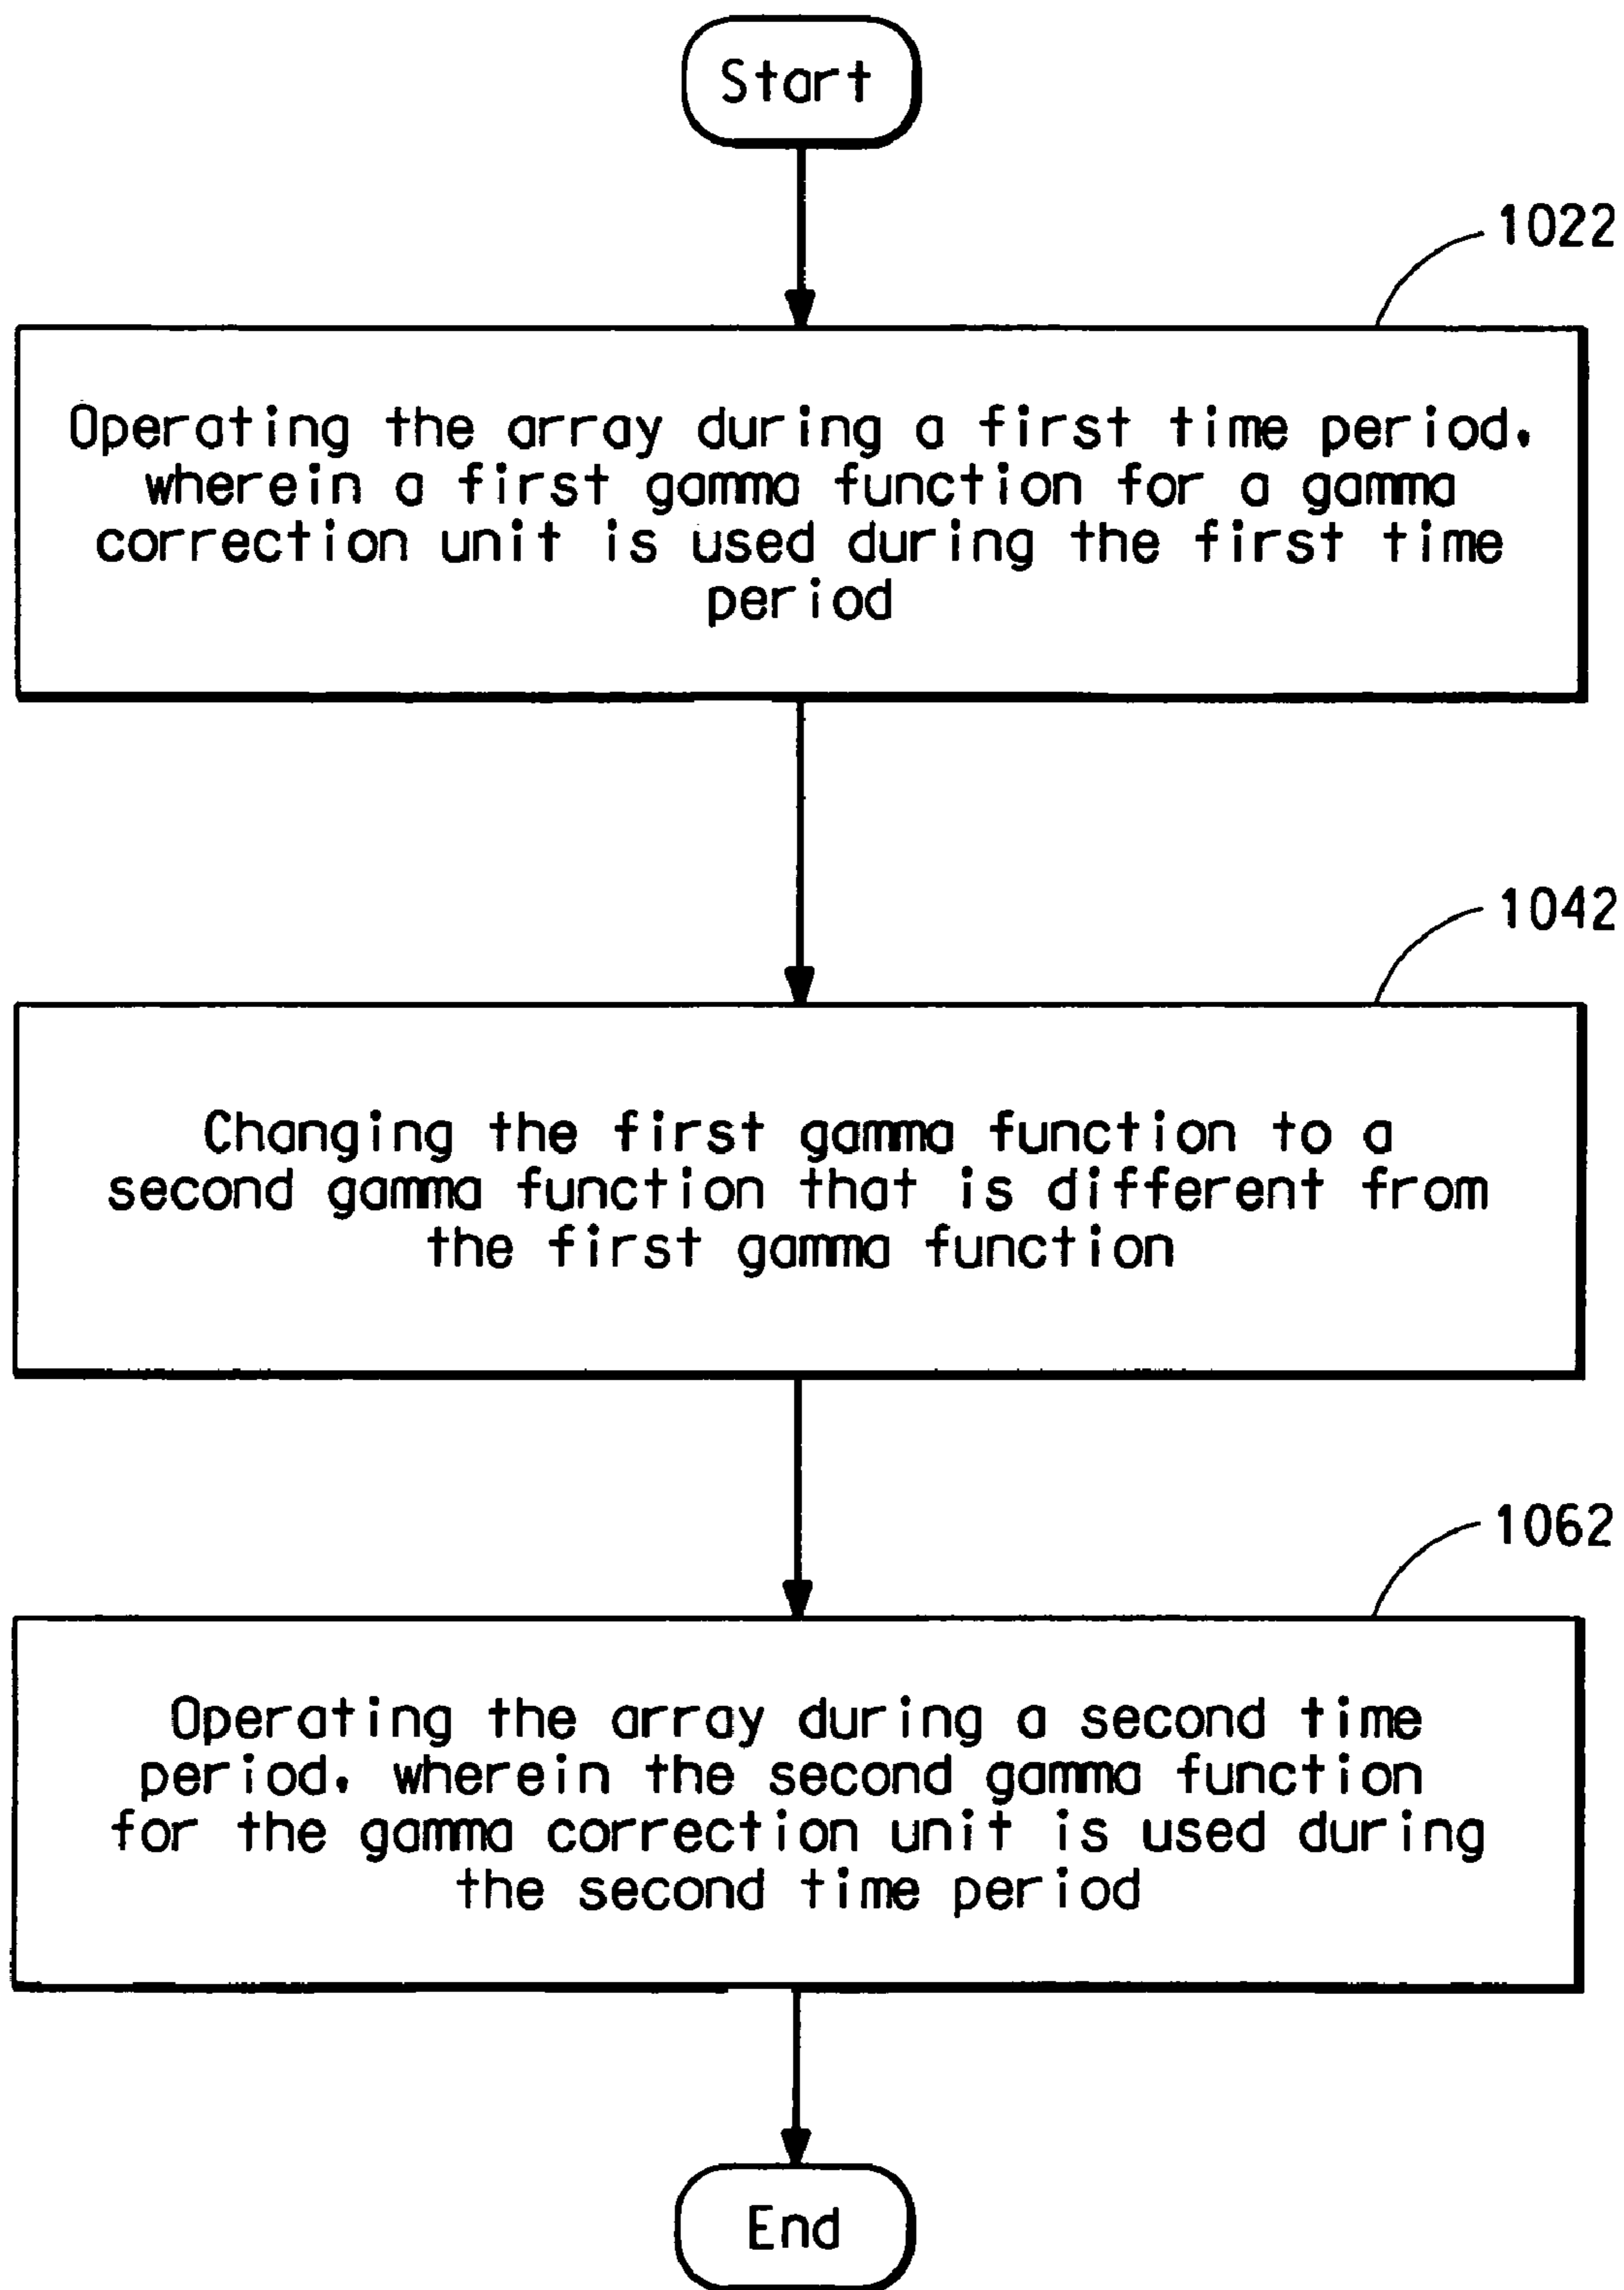 Start
1022
Operating the array during a first time period,
wherein a first gamma function for a gamma
correction unit is used during the first time
period
1042
Changing the first gamma function to a
second gamma function that is different from
the first gamma function
1062
Operating the array during a second time
period, wherein the second gamma function
for the gamma correction unit is used during
the second time period
End